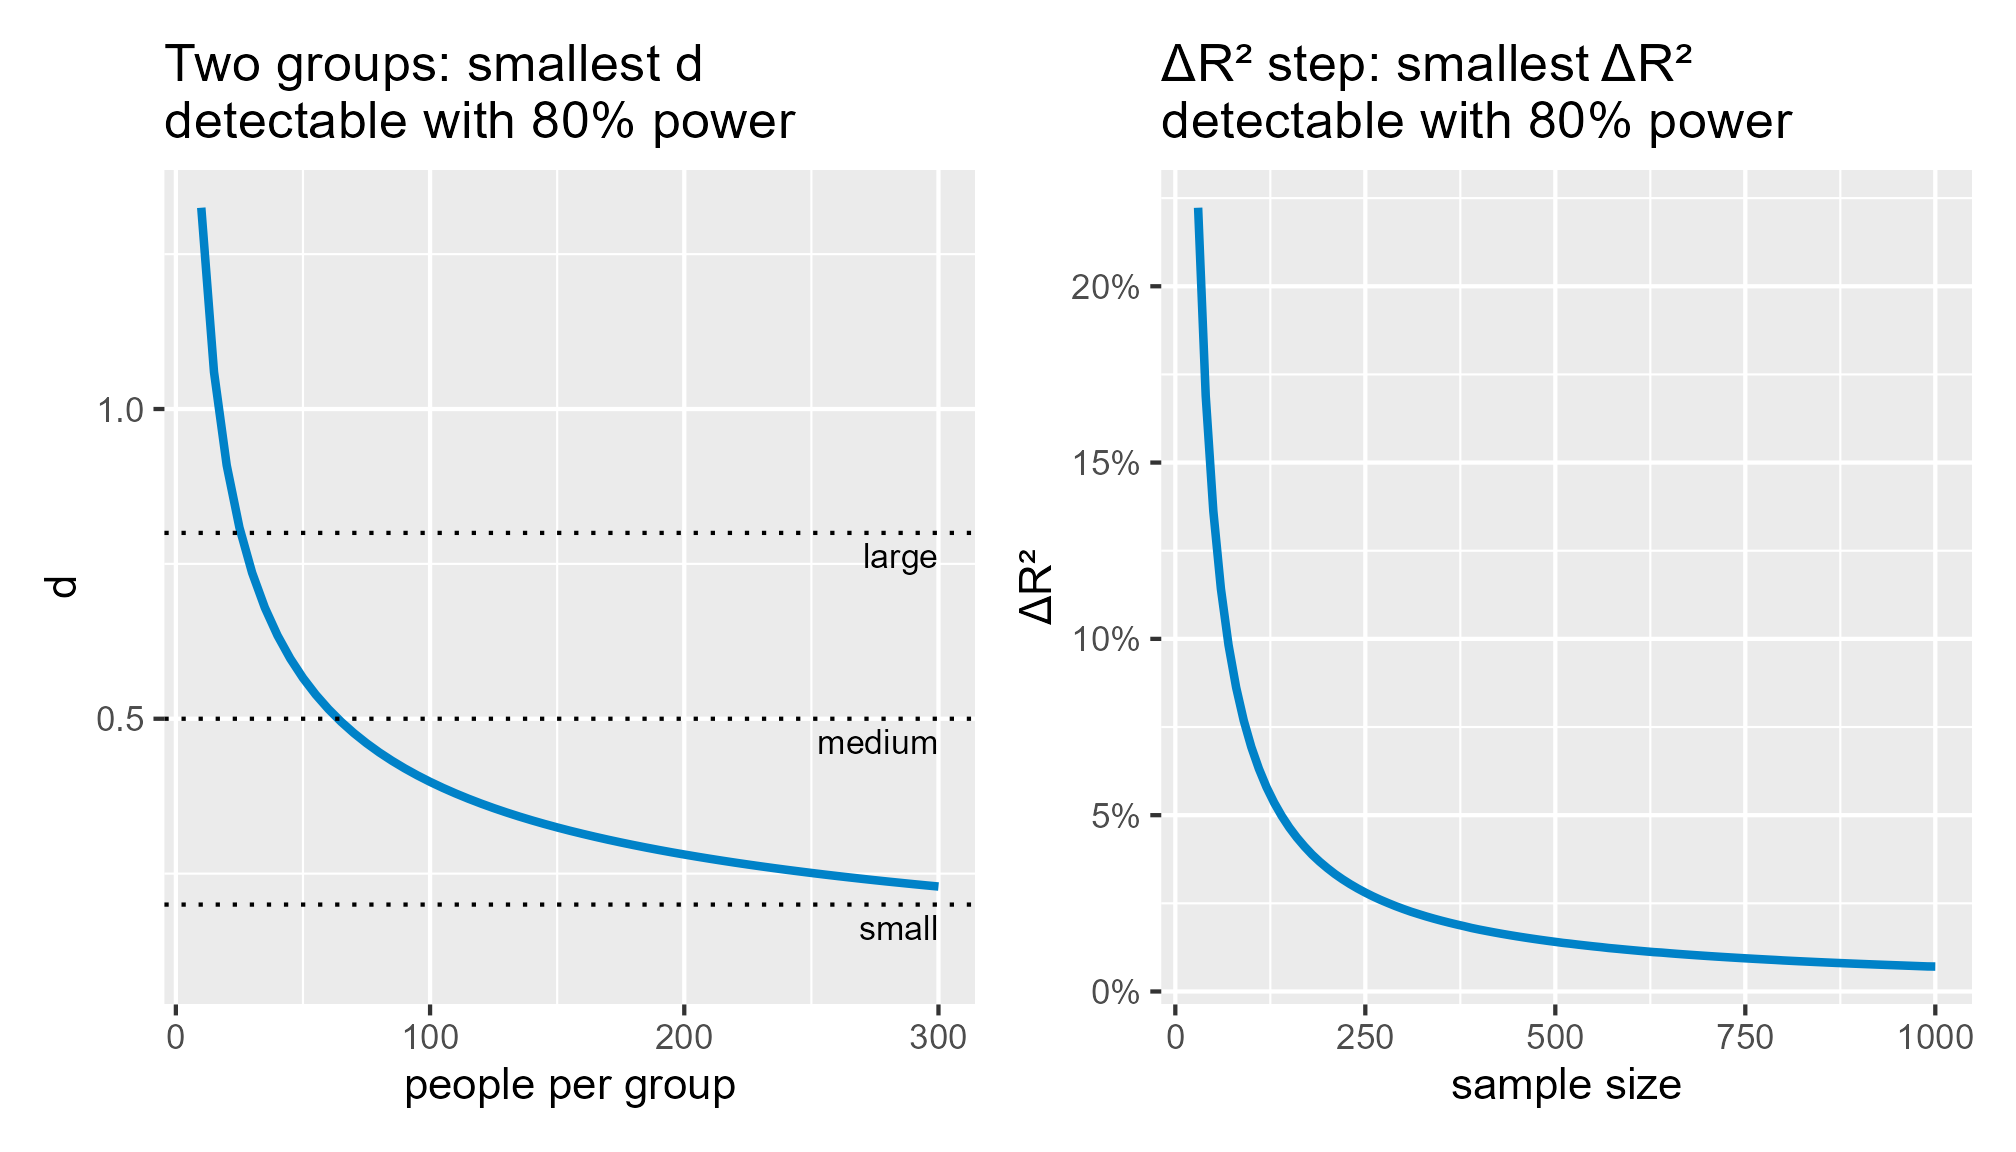 Two groups: smallest d
detectable with 80% power
1.0
0.5
d
large
medium
small
0
100
200
300
people per group
ΔR² step: smallest ΔR²
detectable with 80% power
20%
15%
10%
5%
0%
ΔR²
0
250
500
750
1000
sample size